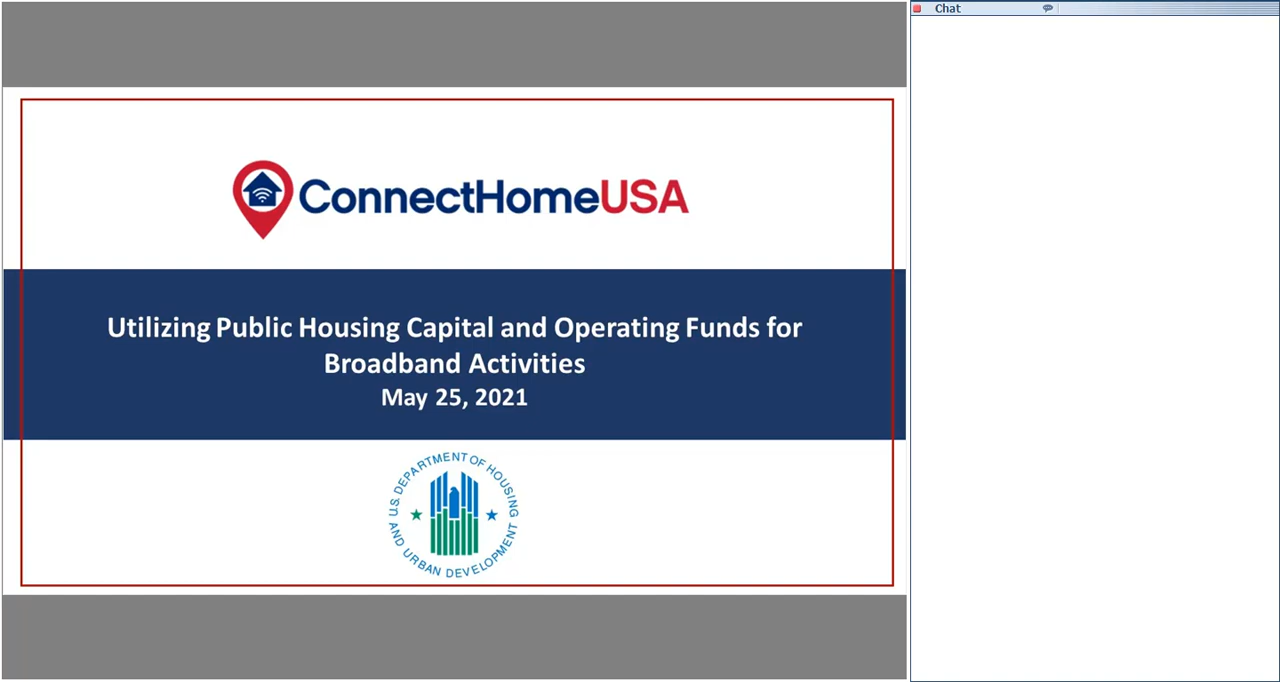 Chat
ConnectHomeUSA
Utilizing Public Housing Capital and Operating Funds for
Broadband Activities
May 25, 2021
U.S. DEPARTMENT OF HOUSING
AND URBAN DEVELOPMENT